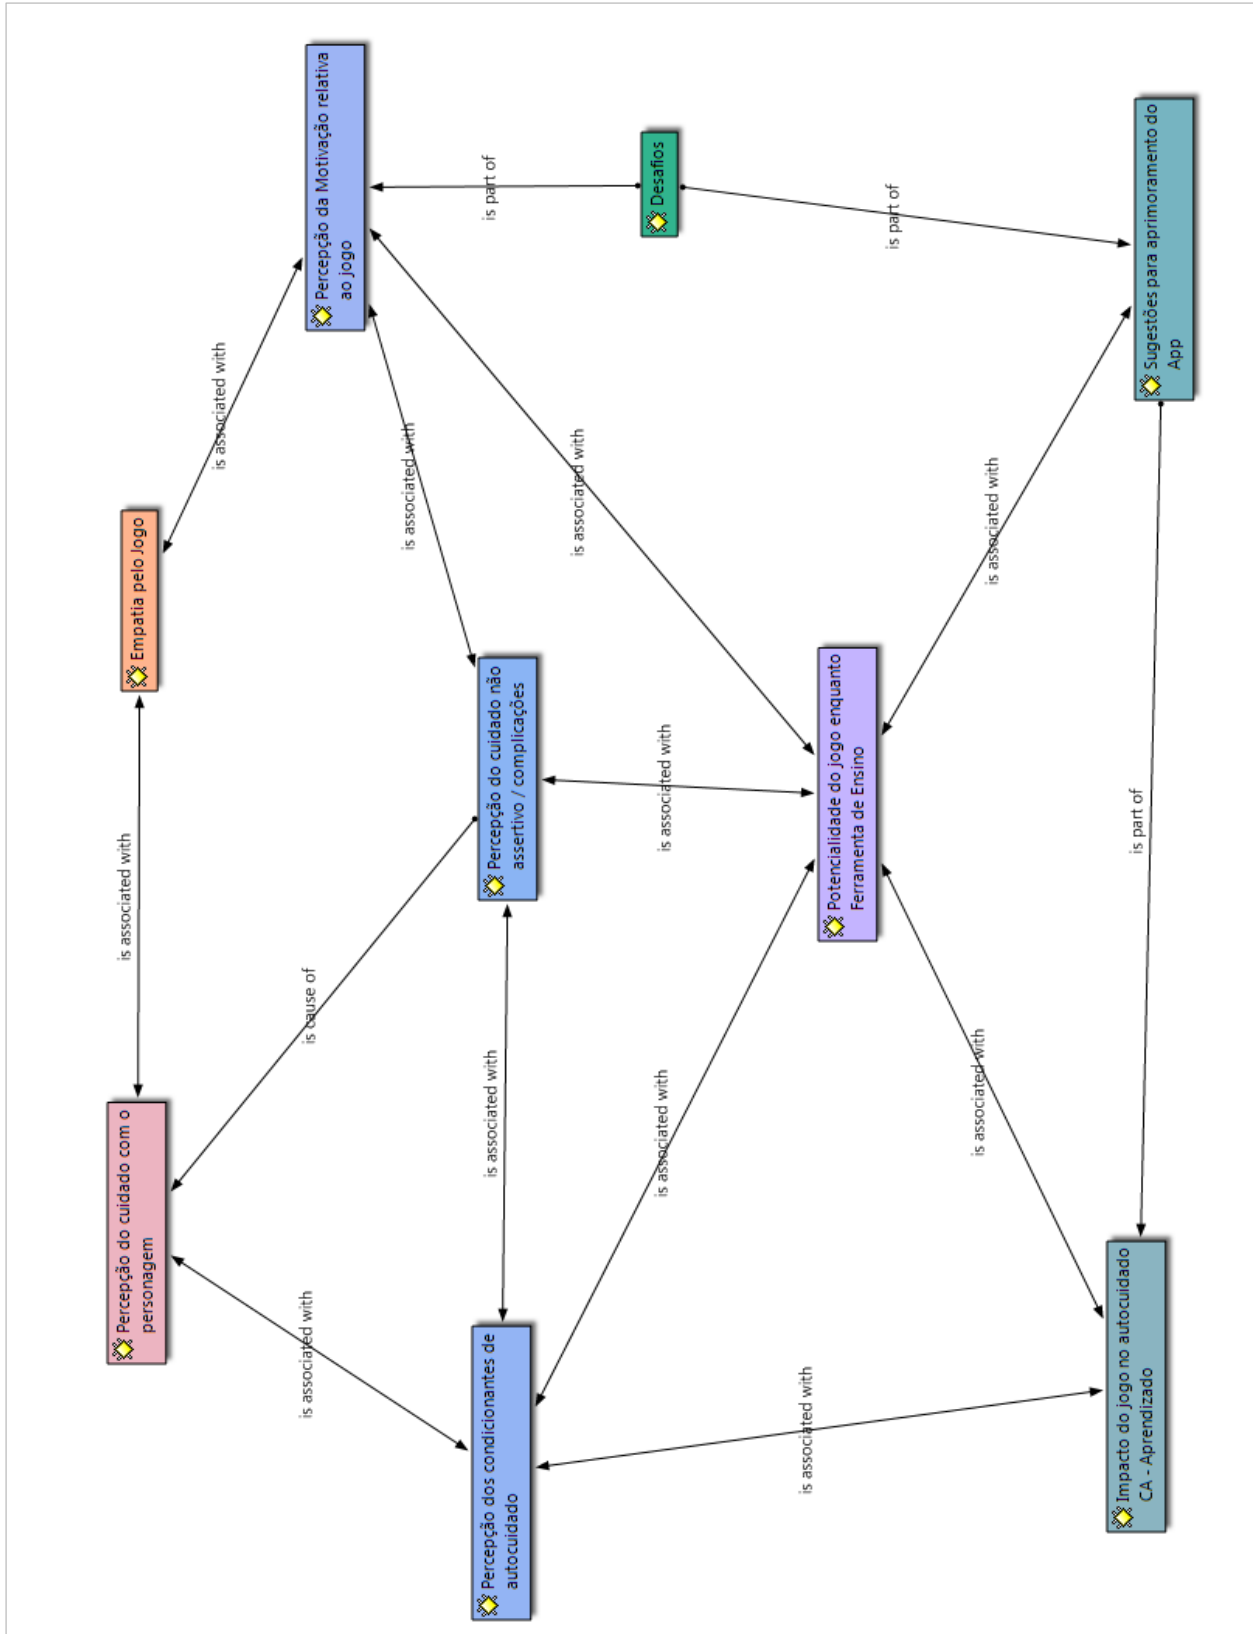 Percepção do cuidado com o
personagem
is associated with
Empatia pelo Jogo
is associated with
Percepção da Motivação relativa
ao jogo
is associated with
is cause of
is associated with
Percepção dos condicionantes de
autocuidado
is associated with
Percepção do cuidado não
assertivo / complicações
is part of
is associated with
Desafios
is associated with
is associated with
is associated with
Potencialidade do jogo enquanto
Ferramenta de Ensino
is part of
is associated with
is associated with
Impacto do jogo no autocuidado
CA - Aprendizado
is part of
Sugestões para aprimoramento do
App